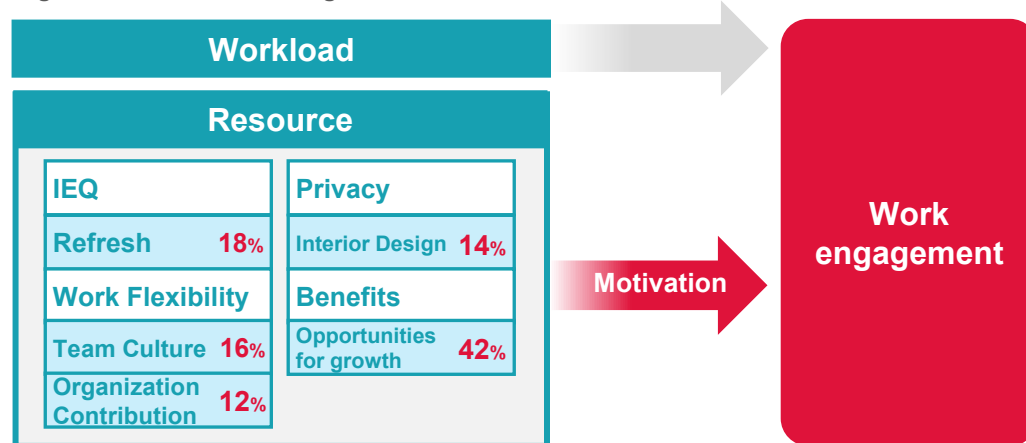 Workload
Resource
IEQ
Refresh 18%
Work Flexibility
Team Culture 16%
Organization
Contribution 12%
Privacy
Interior Design 14%
Benefits
Opportunities
for growth 42%
Motivation
Work
engagement